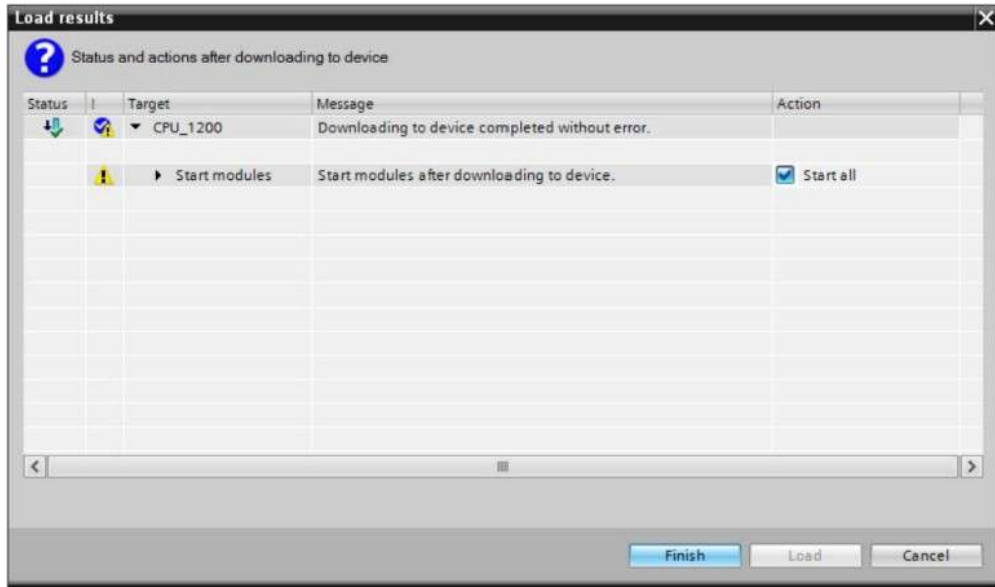 Load results
Status and actions after downloading to device
Status ! Target Message Action
CPU_1200 Downloading to device completed without error.
Start modules Start modules after downloading to device. Start all
Finish Load Cancel